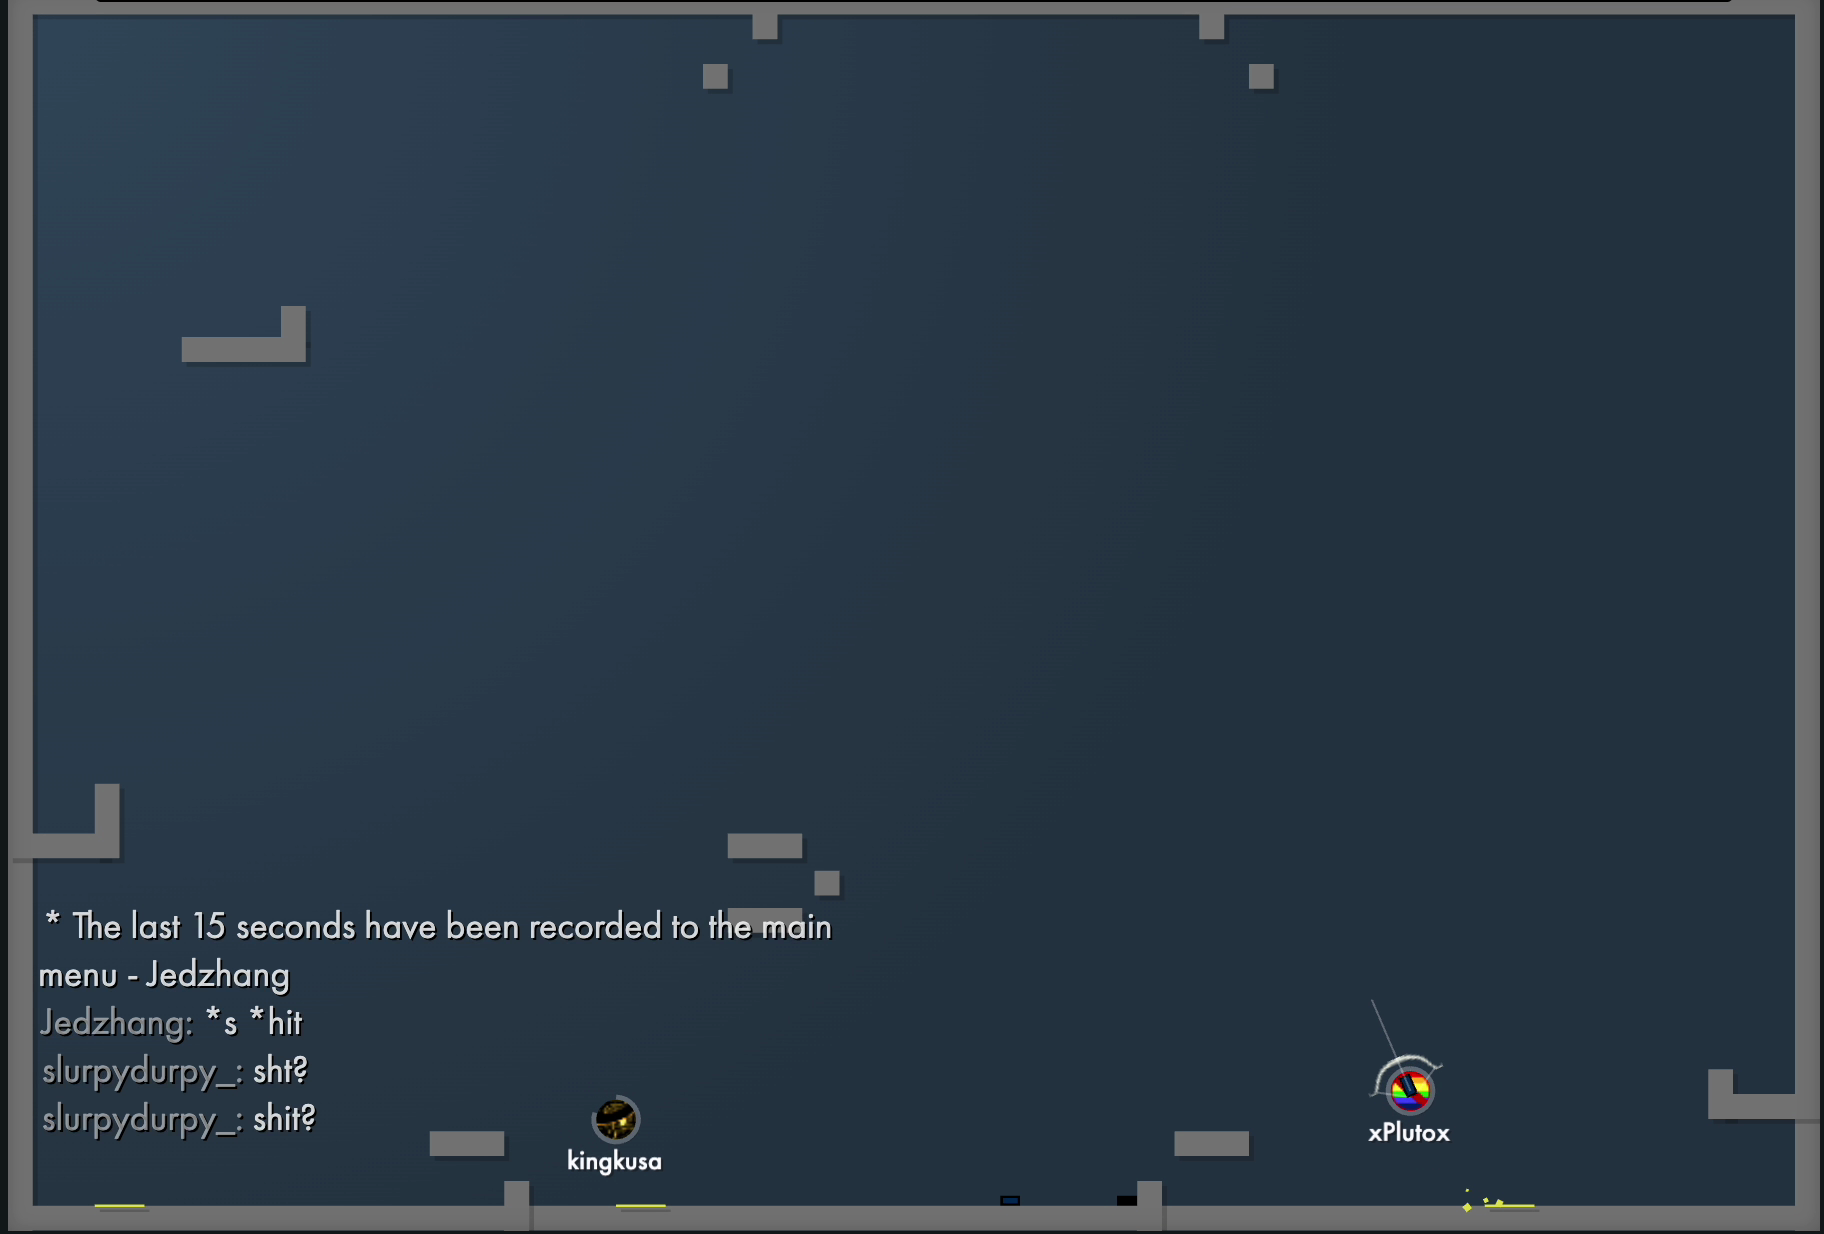 * The last 15 seconds have been recorded to the main
menu - Jedzhang
Jedzhang: *s *hit
slurpydurpy_: sht?
slurpydurpy_: shit?
kingkusa
xPlutox